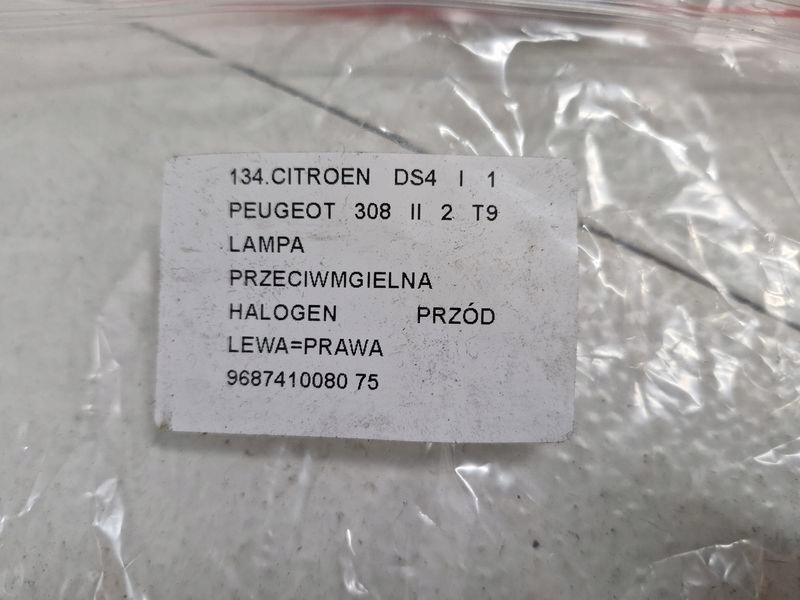 134.CITROEN DS4 I 1
PEUGEOT 308 II 2 T9
LAMPA
PRZECIWMGIELNA
HALOGEN PRZÓD
LEWA=PRAWA
9687410080 75